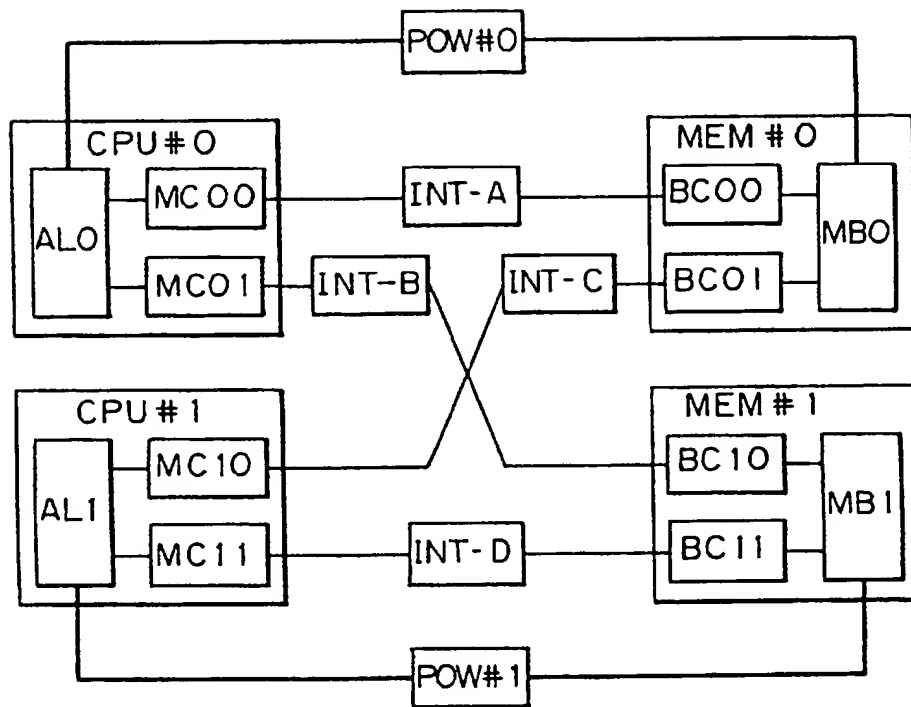 POW#0
CPU#0
MEM#0
AL0
MC00
INT-A
BC00
MB0
MC01
INT-B
INT-C
BC01
CPU#1
MEM#1
AL1
MC10
BC10
MB1
MC11
INT-D
BC11
POW#1